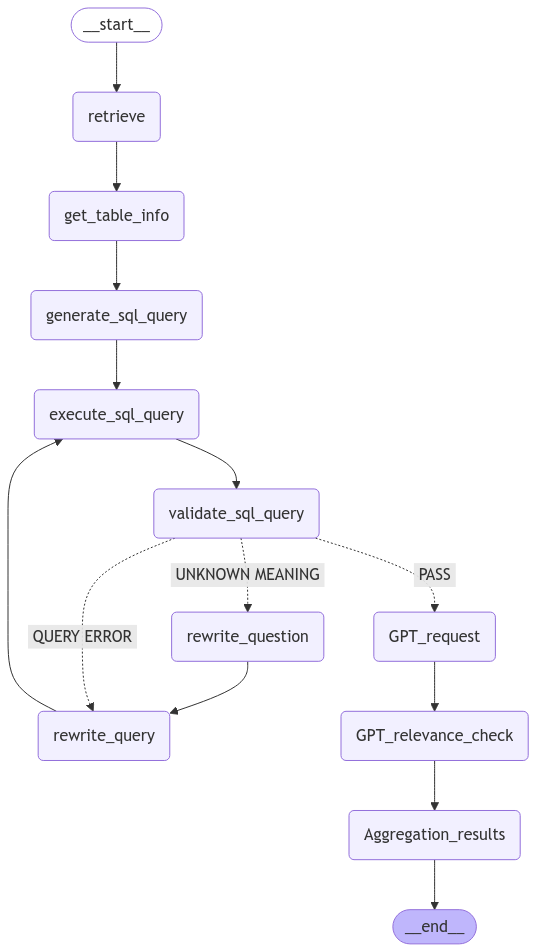 __start__
retrieve
get_table_info
generate_sql_query
execute_sql_query
validate_sql_query
UNKNOWN MEANING
PASS
QUERY ERROR
rewrite_question
GPT_request
rewrite_query
GPT_relevance_check
Aggregation_results
__end__